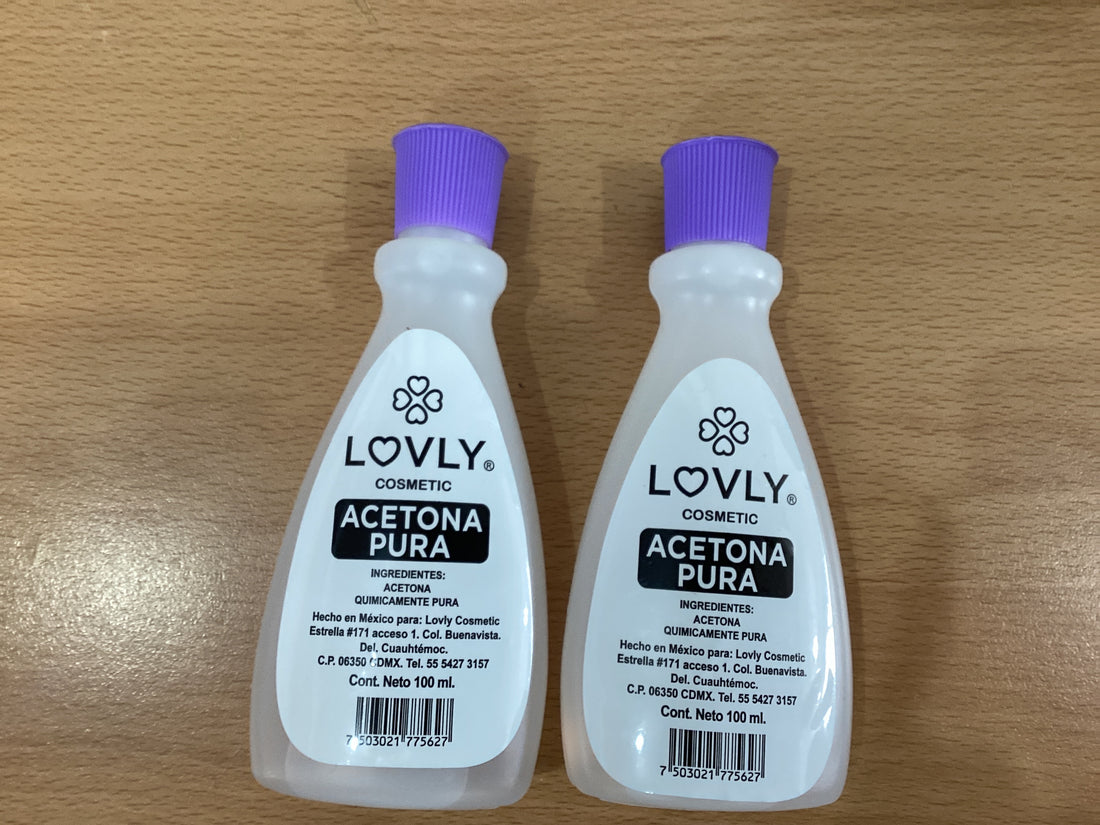 LOVLY®
COSMETIC
ACETONA
PURA
INGREDIENTES:
ACETONA
QUIMICAMENTE PURA
Hecho en México para: Lovly Cosmetic
Estrella #171 acceso 1. Col. Buenavista.
Del. Cuauhtémoc.
C.P. 06350 CDMX. Tel. 55 5427 3157
Cont. Neto 100 ml.
7 503021 775627
LOVLY®
COSMETIC
ACETONA
PURA
INGREDIENTES:
ACETONA
QUIMICAMENTE PURA
Hecho en México para: Lovly Cosmetic
Estrella #171 acceso 1. Col. Buenavista.
Del. Cuauhtémoc.
C.P. 06350 CDMX. Tel. 55 5427 3157
Cont. Neto 100 ml.
7 503021 775627